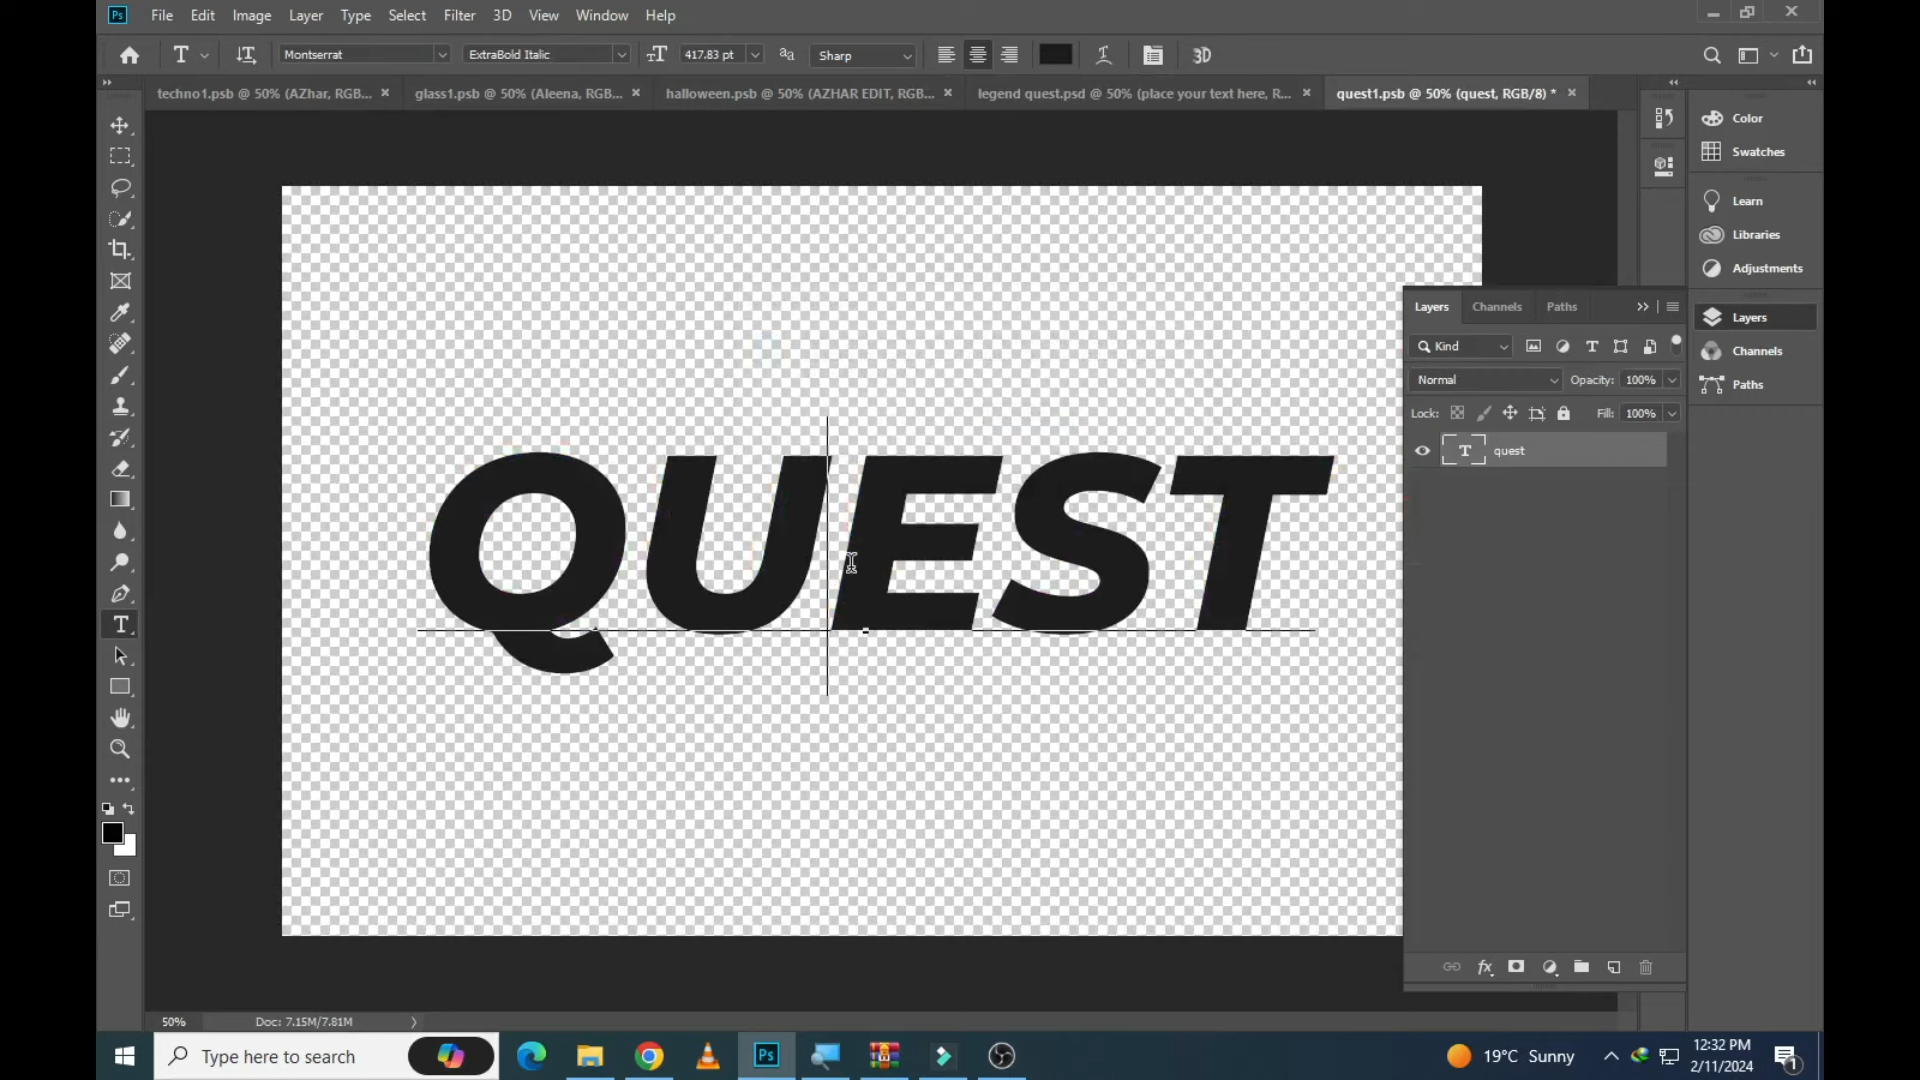 Ps File Edit Image Layer Type Select Filter 3D View Window Help
T Montserrat ExtraBold Italic 417.83 pt aa Sharp 3D
techno1.psb @ 50% (AZhar, RGB... × glass1.psb @ 50% (Aleena, RGB... × halloween.psb @ 50% (AZHAR EDIT, RGB... × legend quest.psd @ 50% (place your text here, R... × quest1.psb @ 50% (quest, RGB/8) * ×
Color
Swatches
Learn
Libraries
Adjustments
Layers
Channels
Paths
Layers Channels Paths
Kind
Normal Opacity: 100%
Lock: Fill: 100%
T quest
QUEST
50% Doc: 7.15M/7.81M
Type here to search
Ps
19°C Sunny
12:32 PM
2/11/2024
1